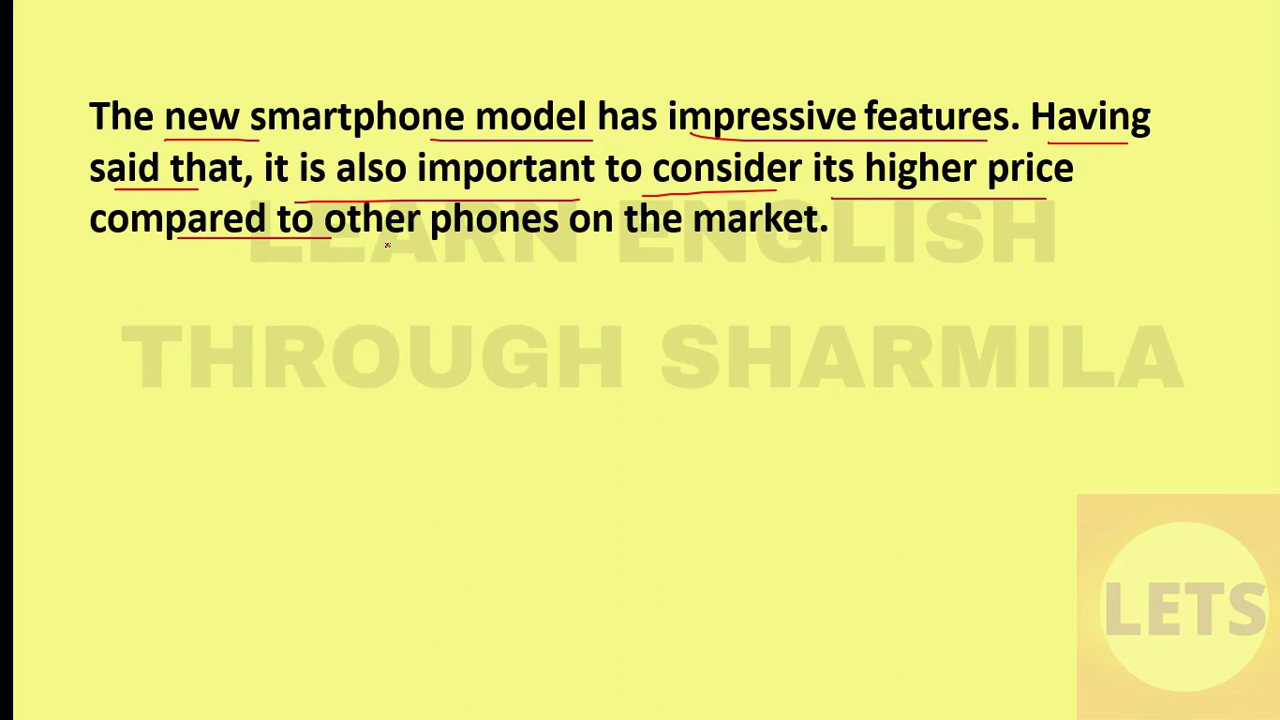 The new smartphone model has impressive features. Having
said that, it is also important to consider its higher price
compared to other phones on the market.
LEARN ENGLISH
THROUGH SHARMILA
LETS